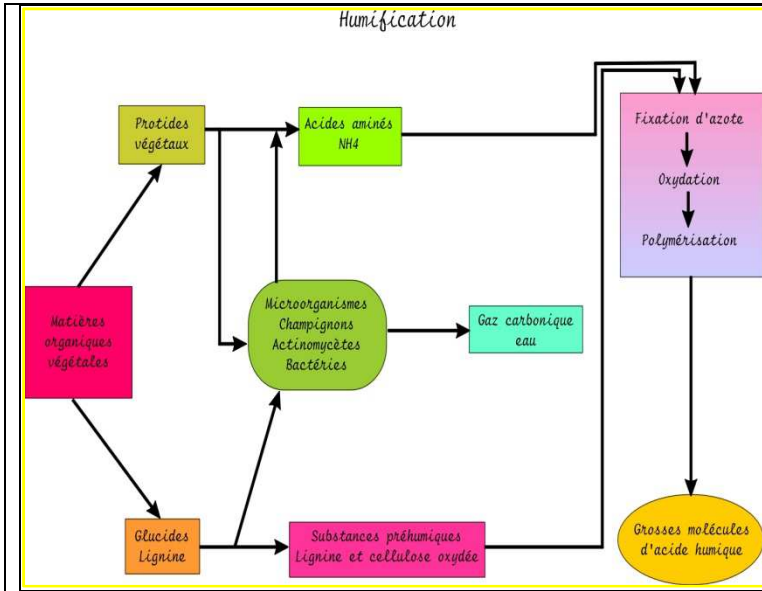 Humification
Protides
végétaux
Acides aminés
NH4
Fixation d'azote
Oxydation
Polymérisation
Matières
organiques
végétales
Microorganismes
Champignons
Actinomycètes
Bactéries
Gaz carbonique
eau
Glucides
Lignine
Substances préhumiques
Lignine et cellulose oxydée
Grosses molécules
d'acide humique